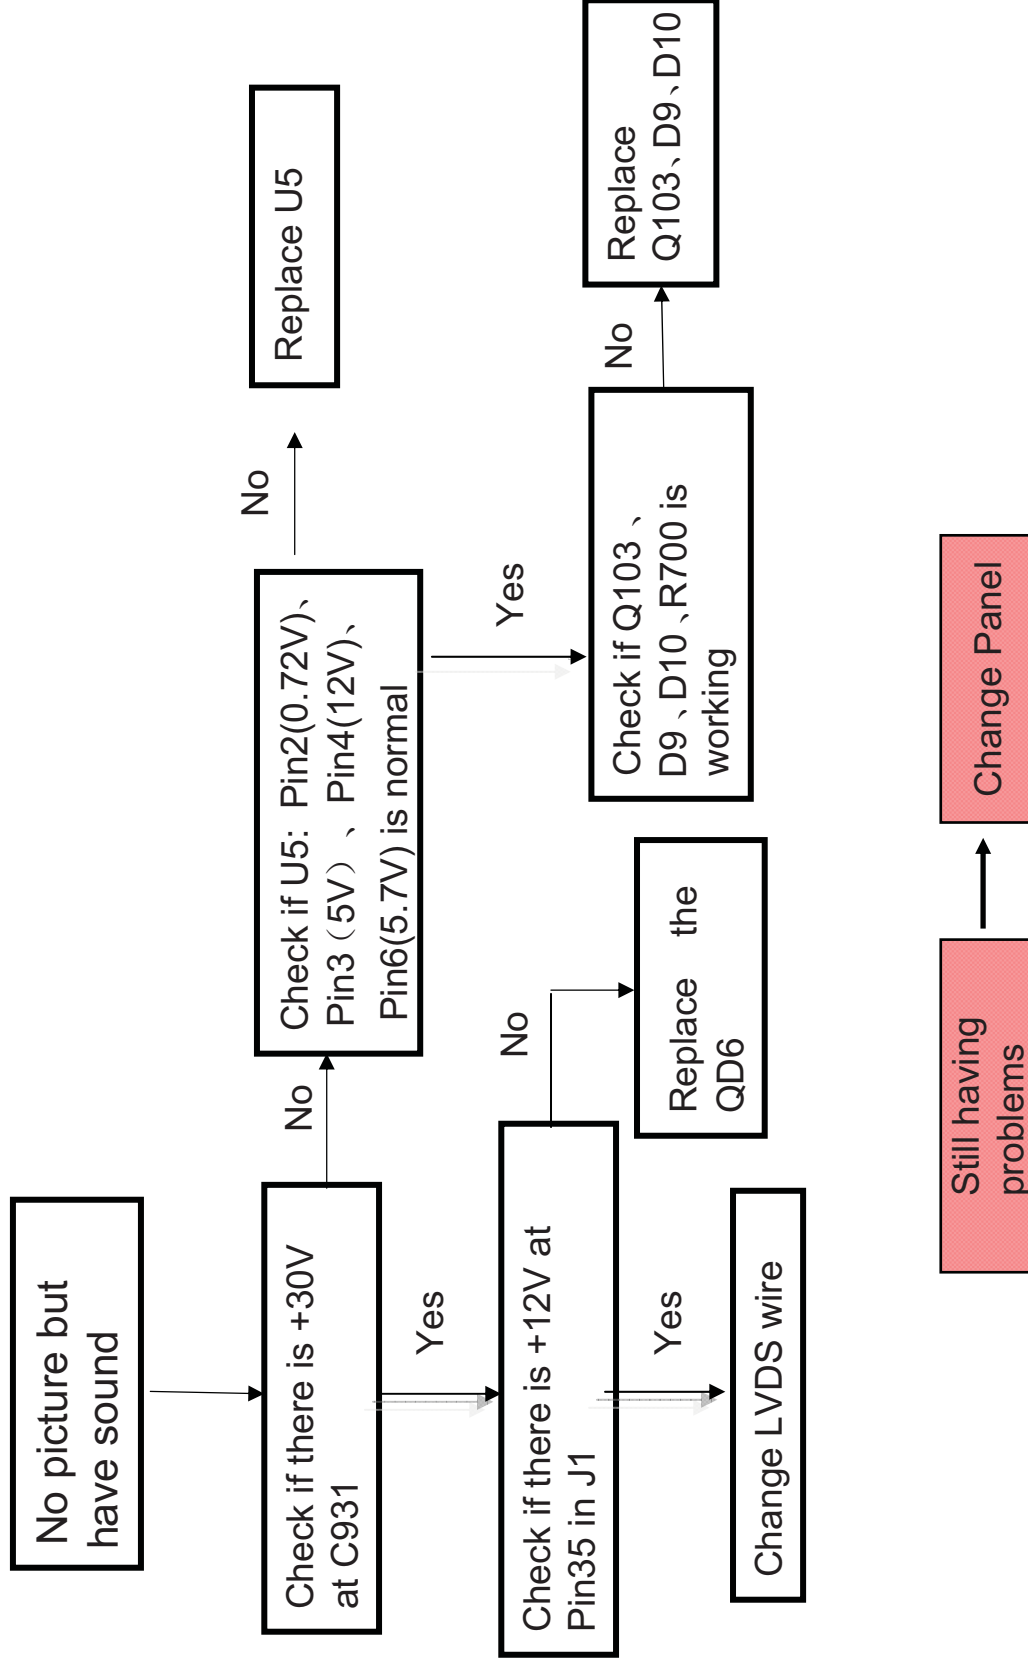 No picture but
have sound
Check if there is +30V
at C931
No
Check if U5: Pin2(0.72V)、
Pin3（5V）、Pin4(12V)、
Pin6(5.7V) is normal
No
Replace U5
Yes
Yes
Check if there is +12V at
Pin35 in J1
No
Replace the
QD6
Check if Q103、
D9、D10、R700 is
working
No
Replace
Q103、D9、D10
Yes
Change LVDS wire
Still having
problems
Change Panel